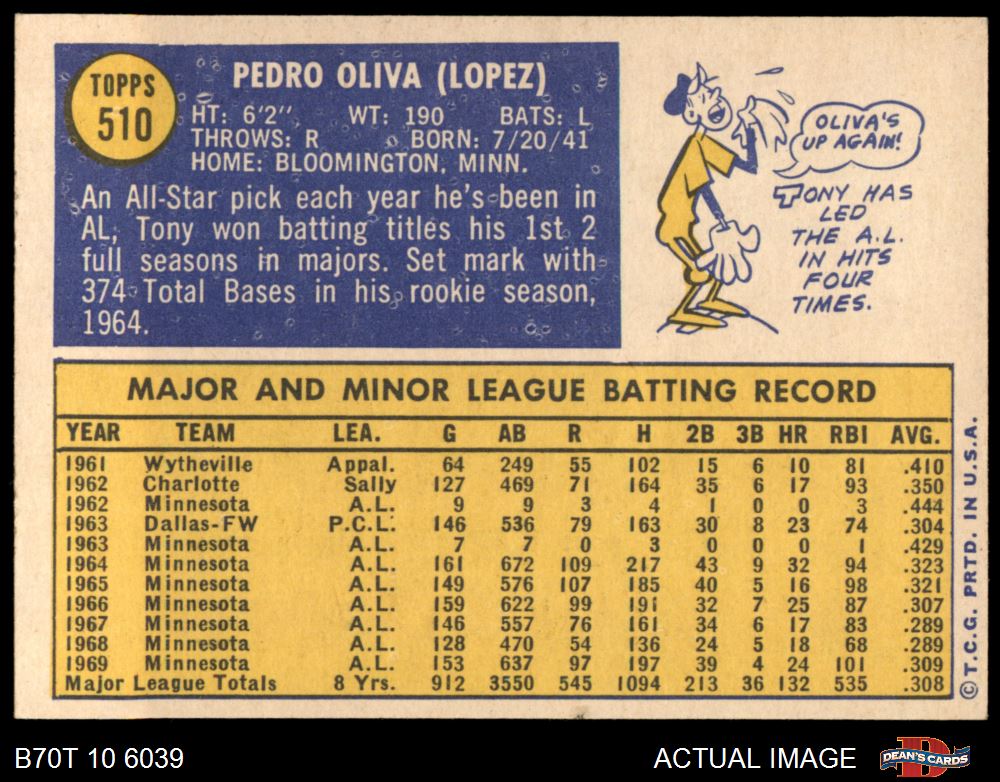 TOPPS
510
PEDRO OLIVA (LOPEZ)
HT: 6'2" WT: 190 BATS: L
THROWS: R BORN: 7/20/41
HOME: BLOOMINGTON, MINN.
An All-Star pick each year he's been in
AL, Tony won batting titles his 1st 2
full seasons in majors. Set mark with
374 Total Bases in his rookie season,
1964.
OLIVA'S
UP AGAIN!
TONY HAS
LED
THE A.L.
IN HITS
FOUR
TIMES.
MAJOR AND MINOR LEAGUE BATTING RECORD
YEAR TEAM LEA. G AB R H 2B 3B HR RBI AVG.
1961 Wytheville Appal. 64 249 55 102 15 6 10 81 .410
1962 Charlotte Sally 127 469 71 164 35 6 17 93 .350
1962 Minnesota A.L. 9 9 3 4 1 0 0 3 .444
1963 Dallas-FW P.C.L. 146 536 79 163 30 8 23 74 .304
1963 Minnesota A.L. 7 7 0 3 0 0 0 1 .429
1964 Minnesota A.L. 161 672 109 217 43 9 32 94 .323
1965 Minnesota A.L. 149 576 107 185 40 5 16 98 .321
1966 Minnesota A.L. 159 622 99 191 32 7 25 87 .307
1967 Minnesota A.L. 146 557 76 161 34 6 17 83 .289
1968 Minnesota A.L. 128 470 54 136 24 5 18 68 .289
1969 Minnesota A.L. 153 637 97 197 39 4 24 101 .309
Major League Totals 8 Yrs. 912 3550 545 1094 213 36 132 535 .308
© T.C.G. PRTD. IN U.S.A.
B70T 10 6039
ACTUAL IMAGE
DEAN'S CARDS